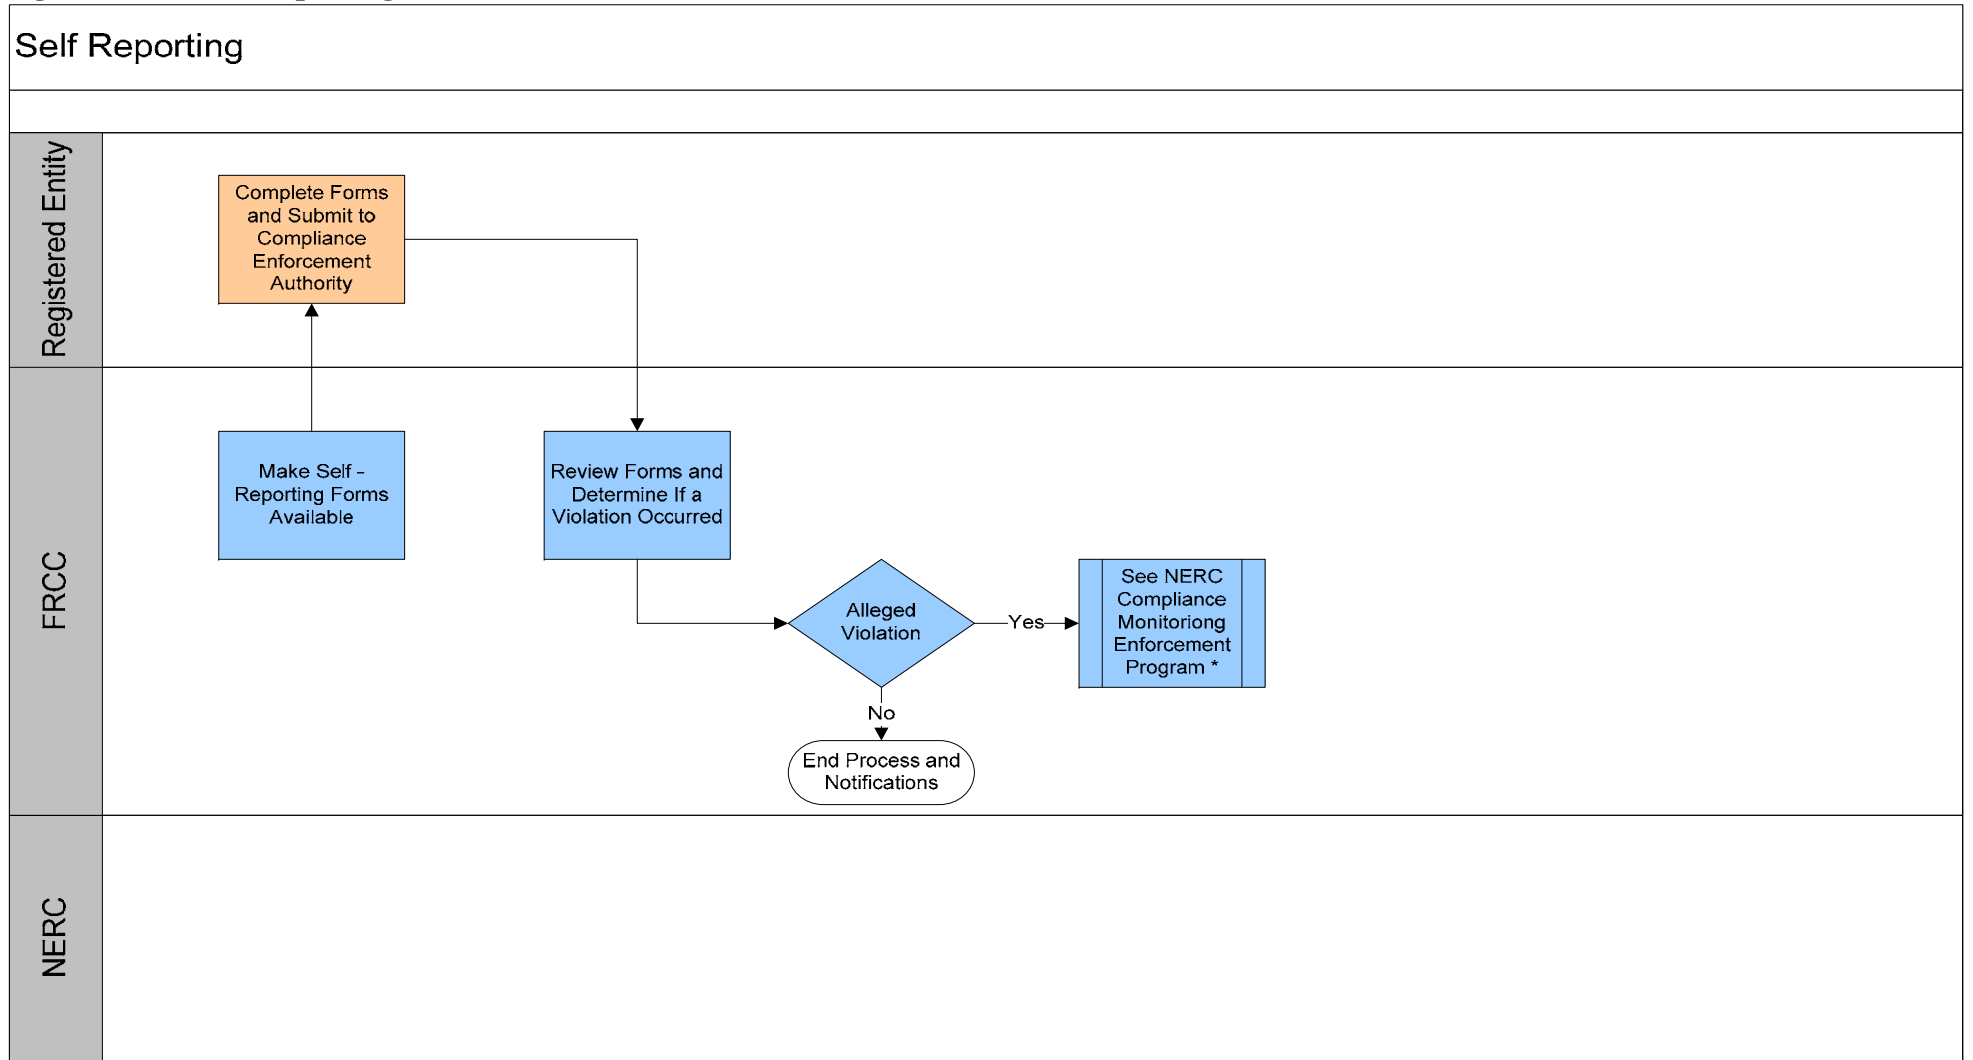 Self Reporting
Registered Entity
Complete Forms
and Submit to
Compliance
Enforcement
Authority
FRCC
Make Self -
Reporting Forms
Available
Review Forms and
Determine If a
Violation Occurred
Alleged
Violation
Yes
See NERC
Compliance
Monitoriong
Enforcement
Program *
No
End Process and
Notifications
NERC